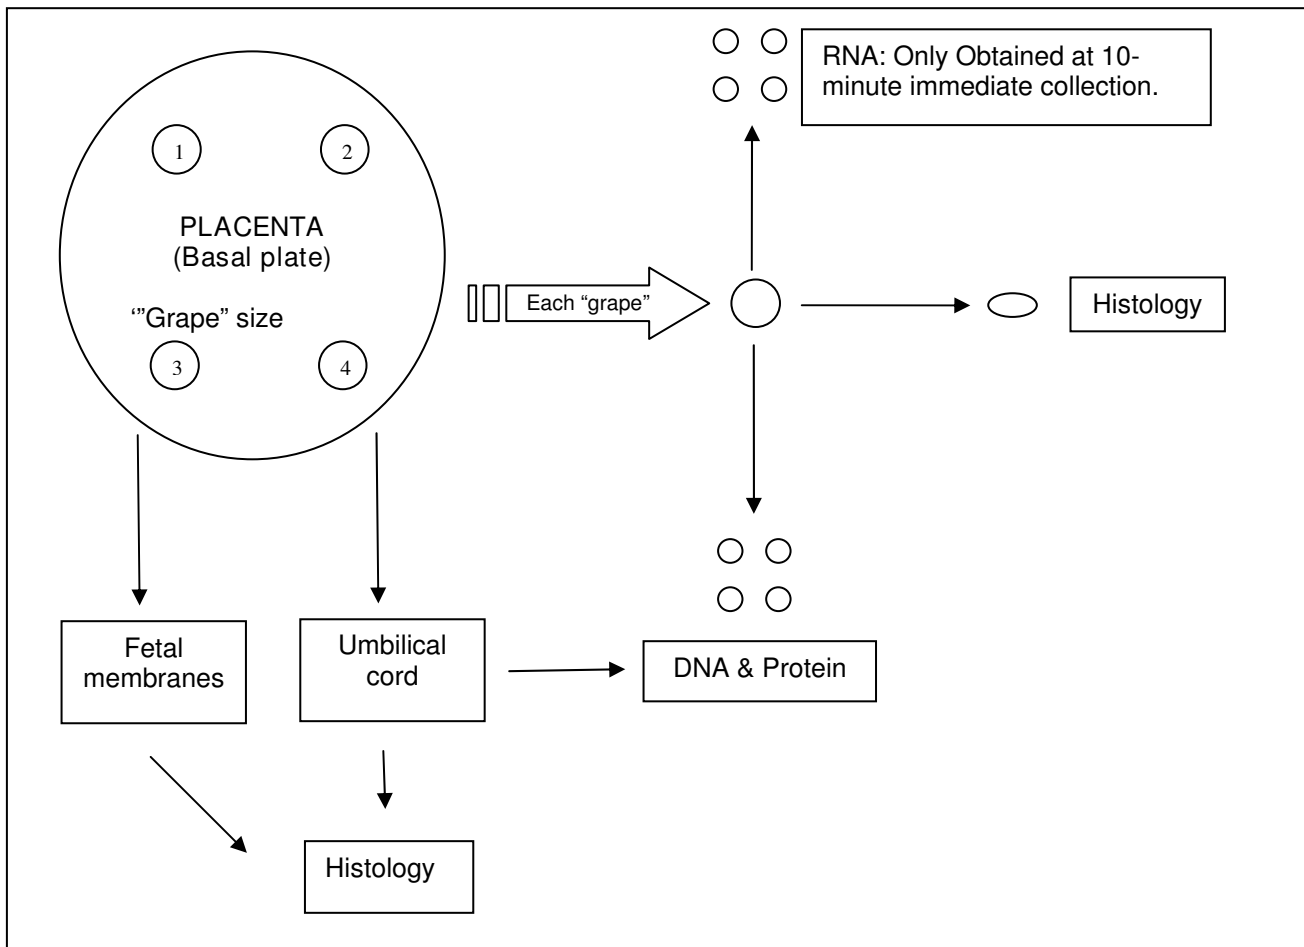 RNA: Only Obtained at 10-
minute immediate collection.
1
2
PLACENTA
(Basal plate)
‘”Grape” size
3
4
Each “grape”
Histology
Fetal
membranes
Umbilical
cord
DNA & Protein
Histology